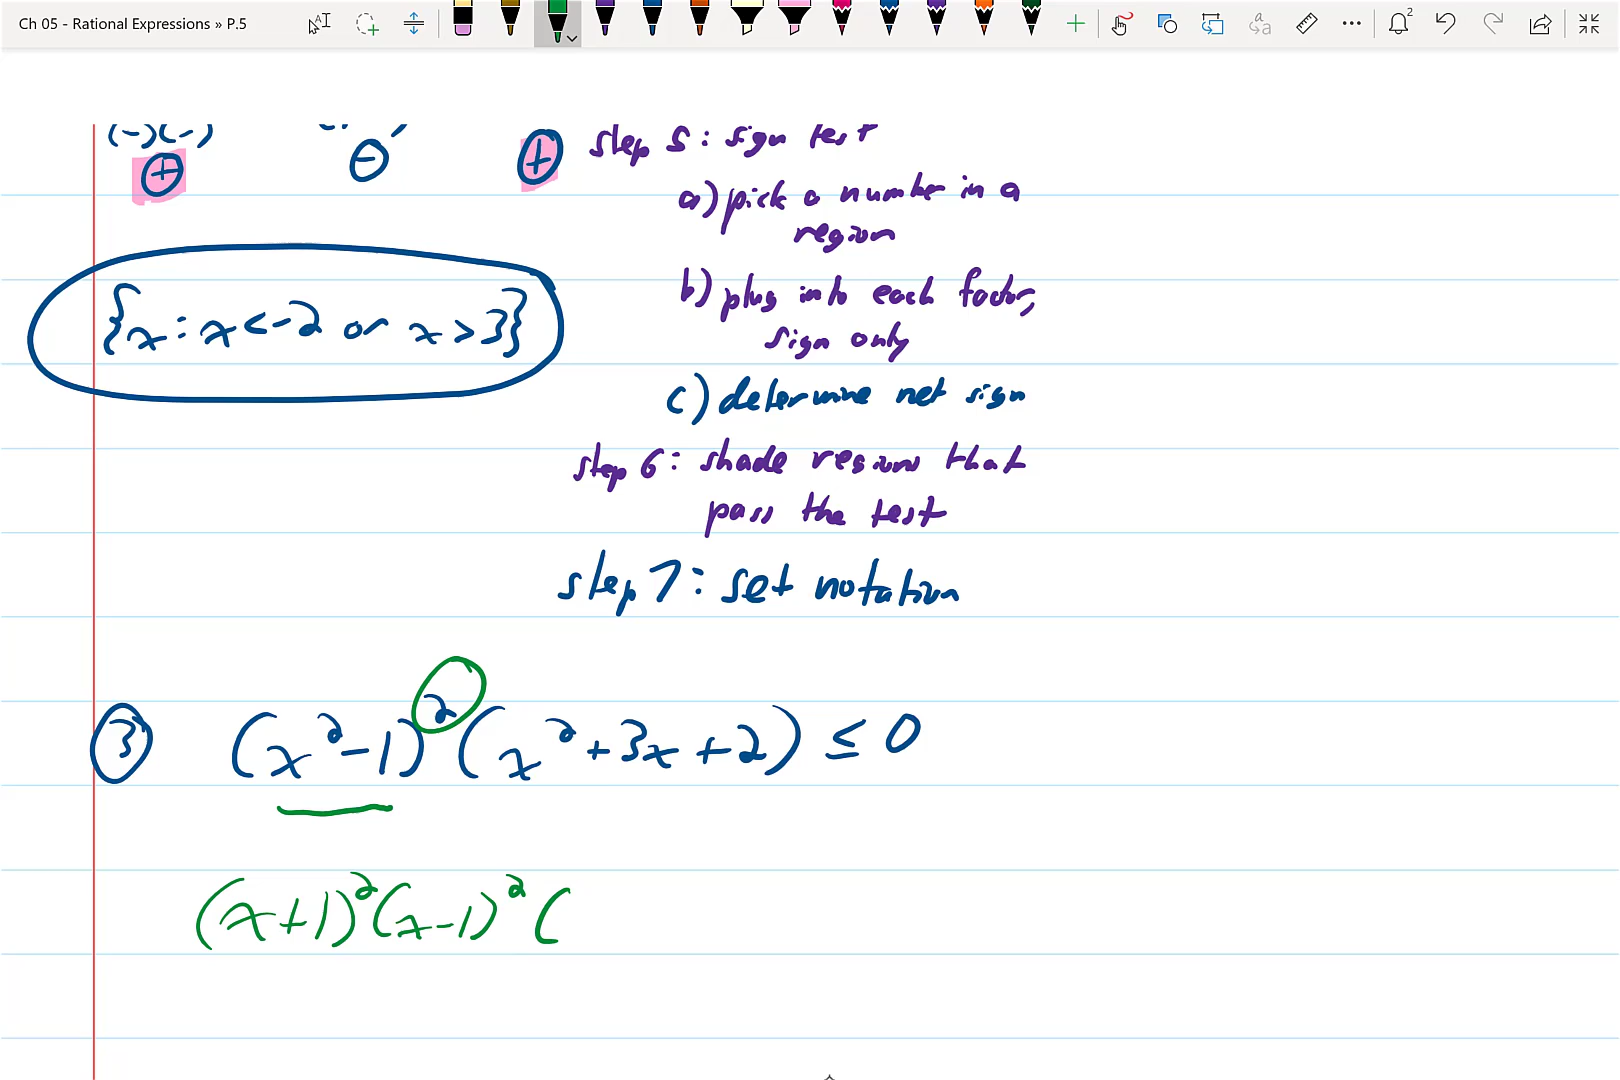 Ch 05 - Rational Expressions » P.5
(-)(-)
+ - + step 5: sign test
a) pick a number in a
region
b) plug into each factor,
sign only
{x : x < -2 or x > 3}
c) determine net sign
step 6: shade regions that
pass the test
step 7: set notation
3 (x²-1)²(x²+3x+2) ≤ 0
(x+1)²(x-1)²(